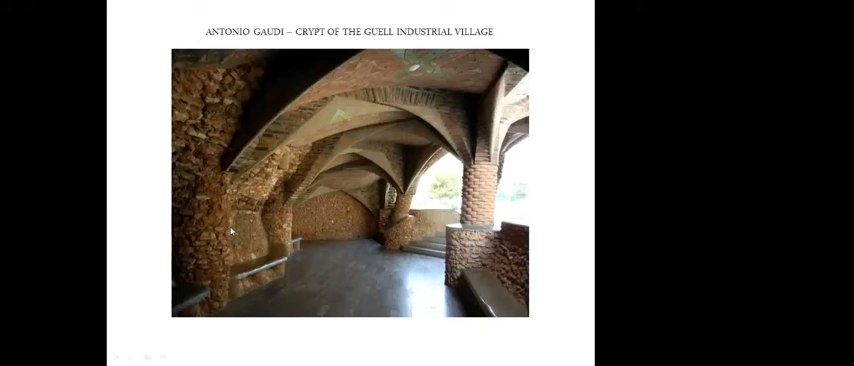 ANTONIO GAUDI – CRYPT OF THE GUELL INDUSTRIAL VILLAGE